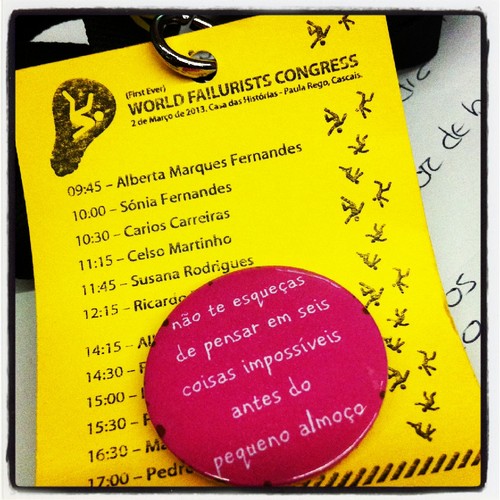 (First Ever)
WORLD FAILURISTS CONGRESS
2 de Março de 2013. Casa das Histórias - Paula Rego, Cascais.
09:45 – Alberta Marques Fernandes
10:00 – Sónia Fernandes
10:30 – Carlos Carreiras
11:15 – Celso Martinho
11:45 – Susana Rodrigues
12:15 – Ricardo
14:15 –
14:30 –
15:00
15:30 –
16:30 –
17:00 – Pedro
não te esqueças
de pensar em seis
coisas impossíveis
antes do
pequeno almoço
de
os